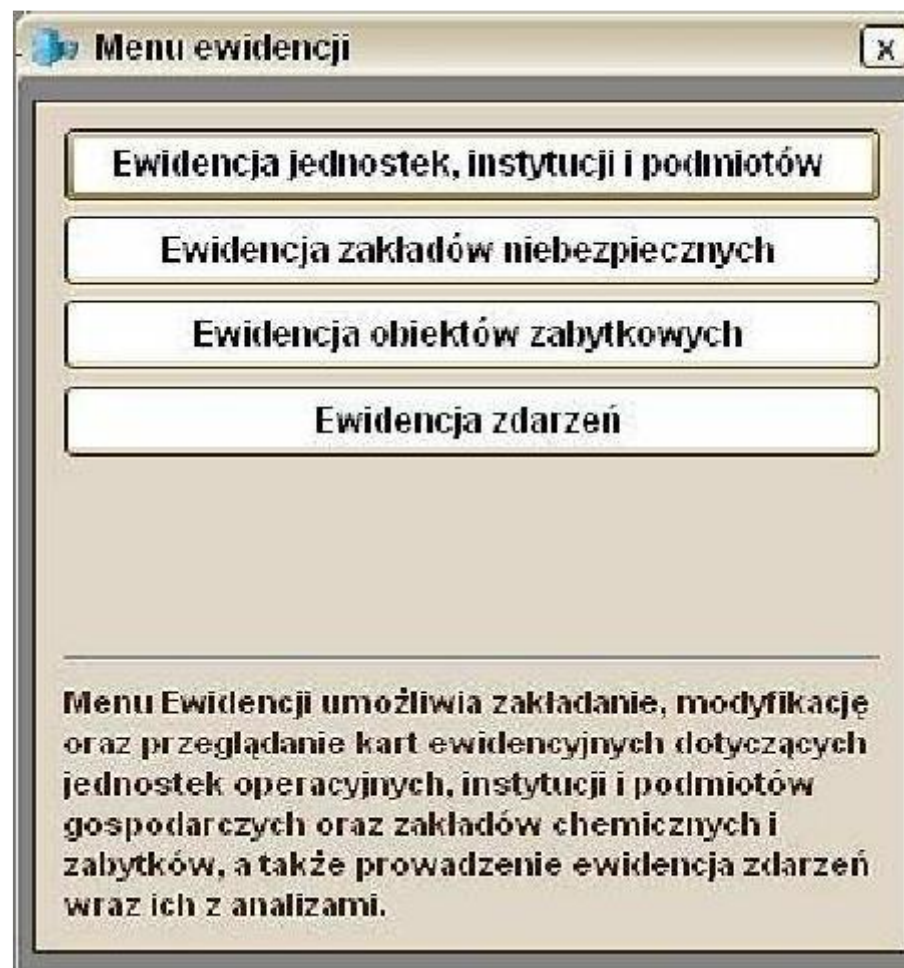 Menu ewidencji
Ewidencja jednostek, instytucji i podmiotów
Ewidencja zakładów niebezpiecznych
Ewidencja obiektów zabytkowych
Ewidencja zdarzeń
Menu Ewidencji umożliwia zakładanie, modyfikację
oraz przeglądanie kart ewidencyjnych dotyczących
jednostek operacyjnych, instytucji i podmiotów
gospodarczych oraz zakładów chemicznych i
zabytków, a także prowadzenie ewidencja zdarzeń
wraz ich z analizami.